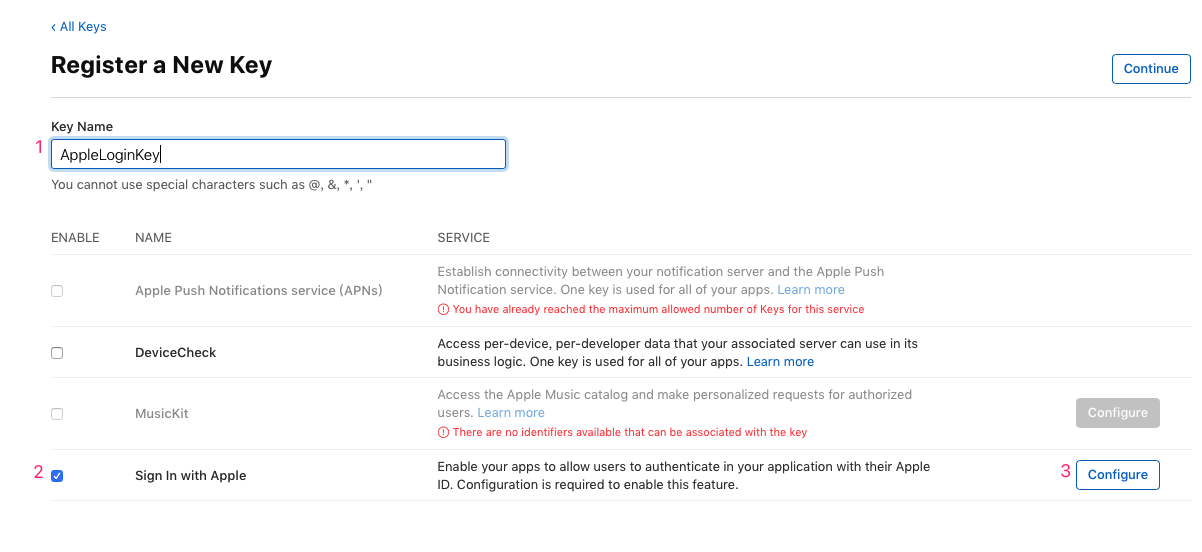 ‹ All Keys
Register a New Key
Continue
Key Name
1
AppleLoginKey
You cannot use special characters such as @, &, *, ', "
ENABLE NAME SERVICE
Establish connectivity between your notification server and the Apple Push
Apple Push Notifications service (APNs)
Notification service. One key is used for all of your apps. Learn more
You have already reached the maximum allowed number of Keys for this service
DeviceCheck
Access per-device, per-developer data that your associated server can use in its
business logic. One key is used for all of your apps. Learn more
MusicKit
Access the Apple Music catalog and make personalized requests for authorized
users. Learn more
There are no identifiers available that can be associated with the key
Configure
2
Sign In with Apple
Enable your apps to allow users to authenticate in your application with their Apple
ID. Configuration is required to enable this feature.
3
Configure